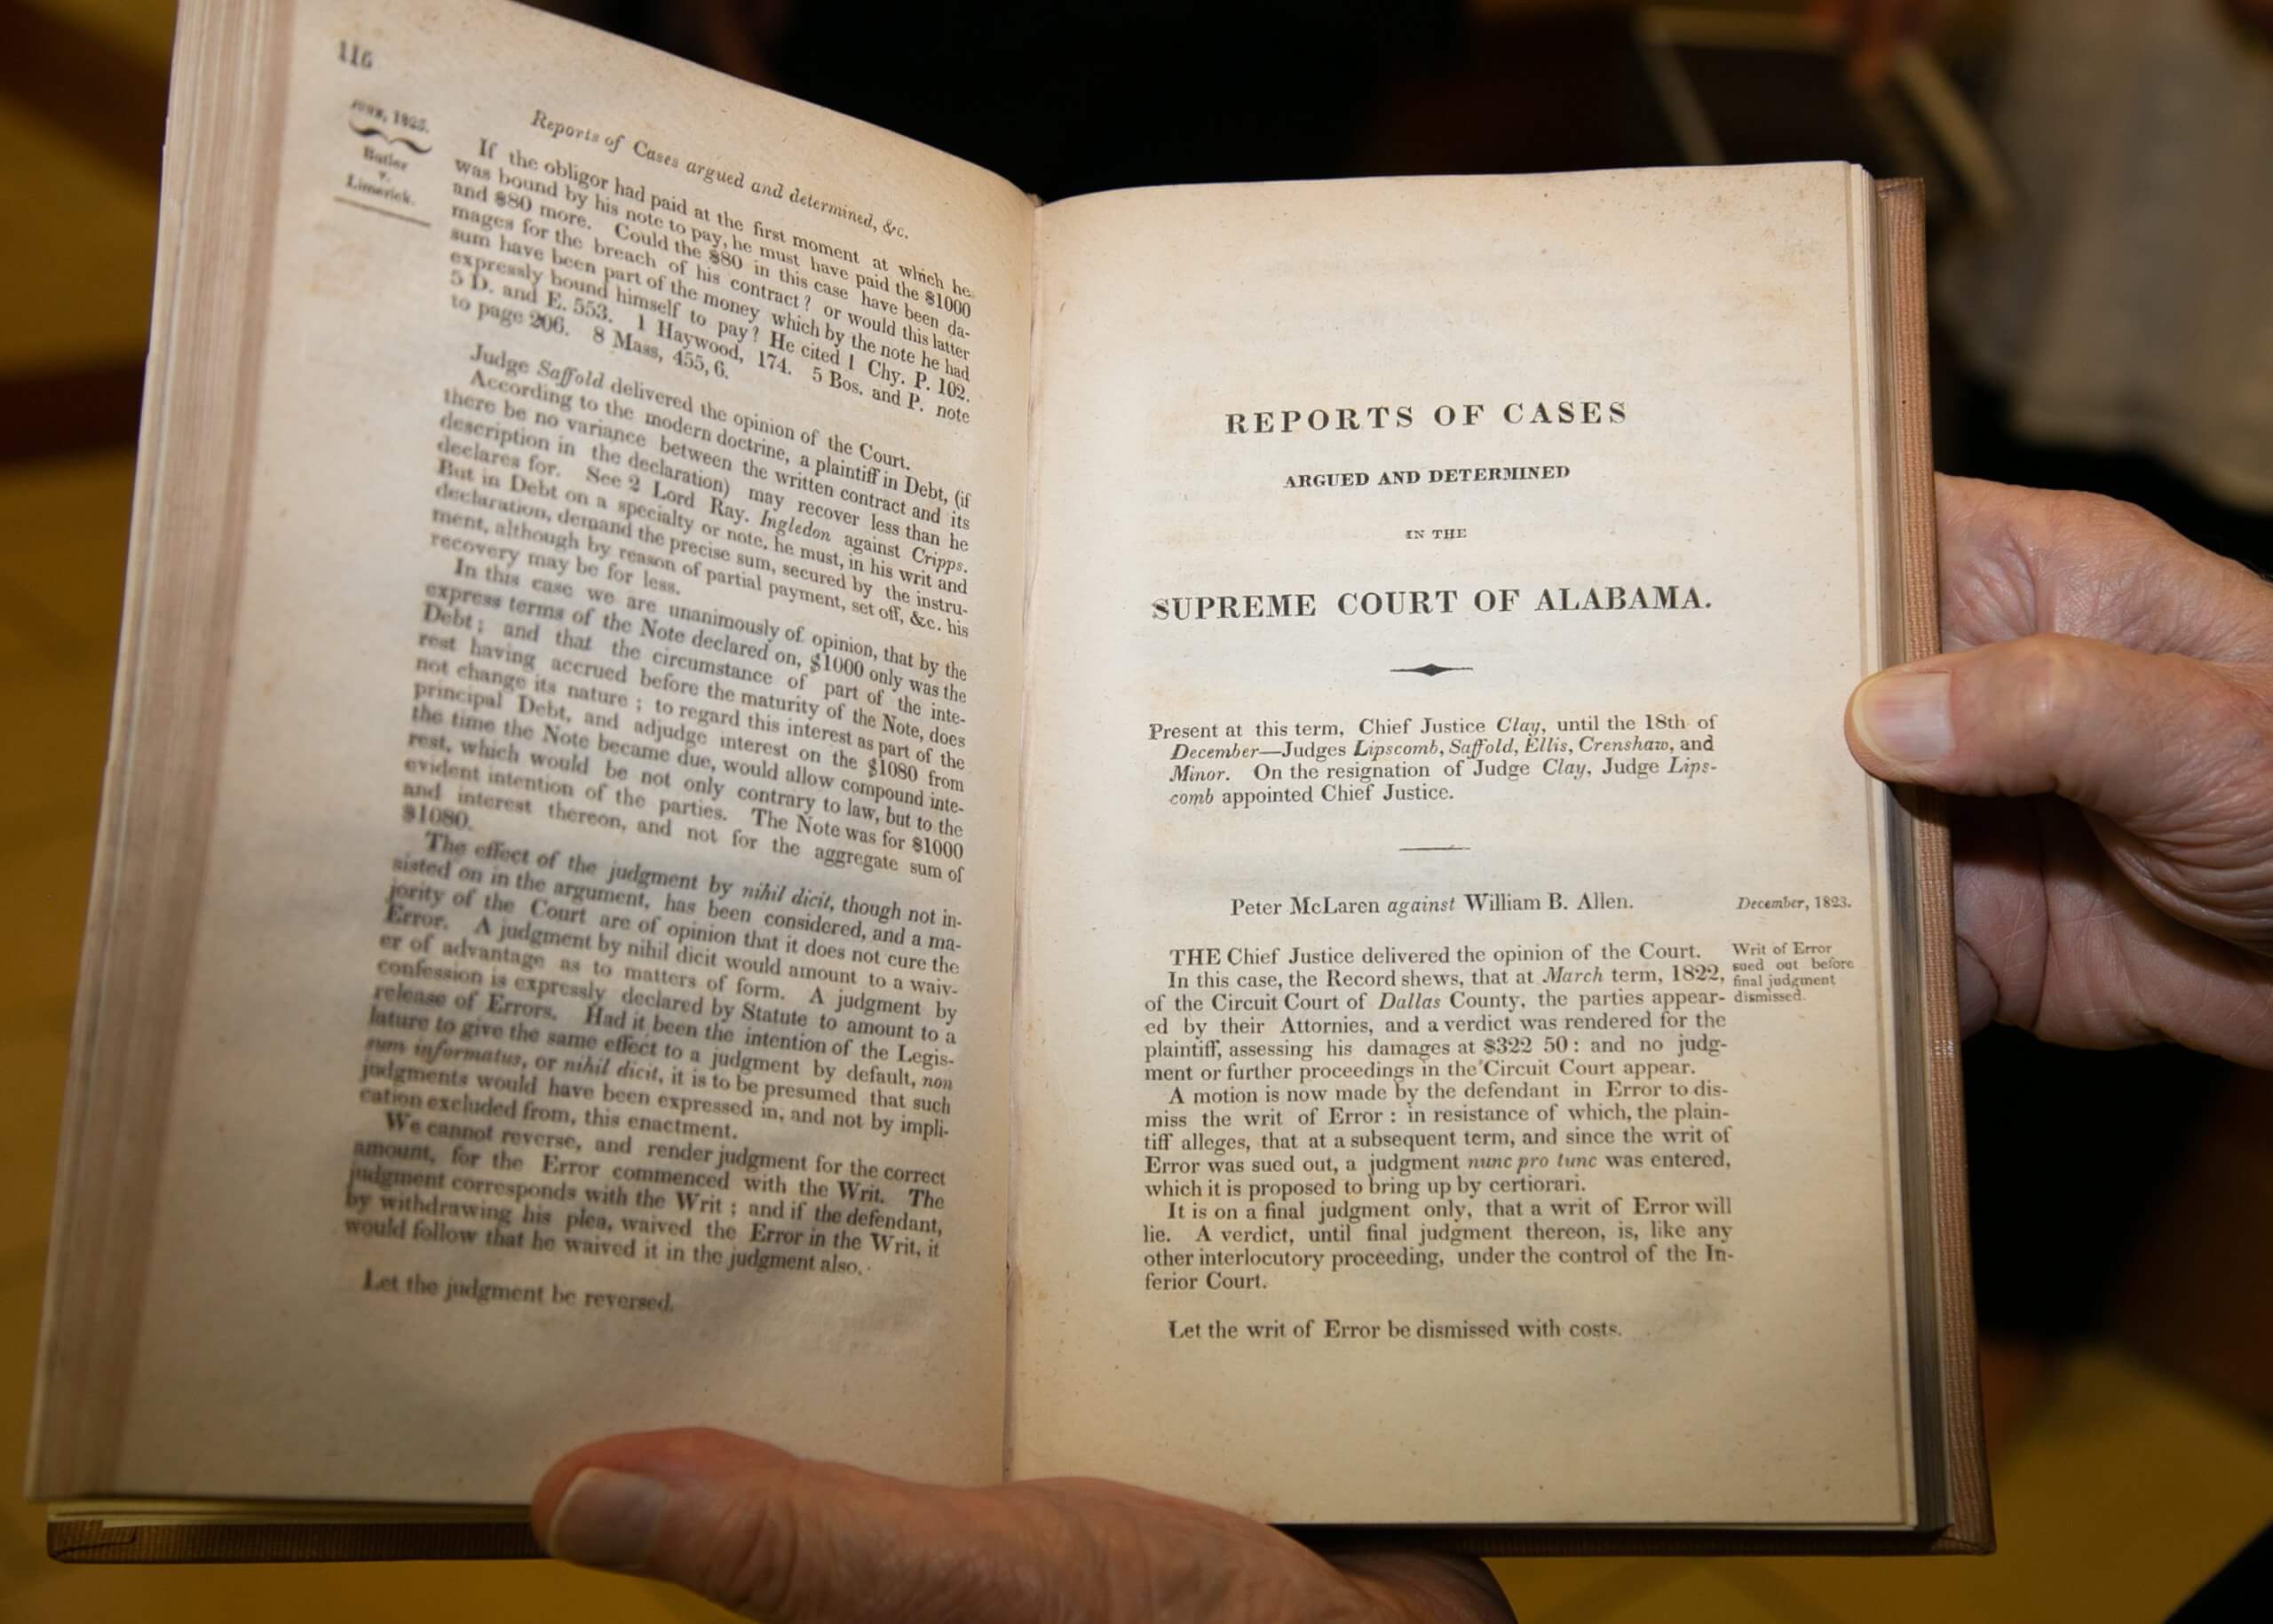 116
Reports of Cases argued and determined, &c.
JUNE, 1823.
Butler
v.
Limerick.
If the obligor had paid at the first moment at which he
was bound by his note to pay, he must have paid the $1000
and $80 more. Could the $80 in this case have been da-
mages for the breach of his contract? or would this latter
sum have been part of the money which by the note he had
expressly bound himself to pay? He cited 1 Chy. P. 102.
5 D. and E. 553. 1 Haywood, 174. 5 Bos. and P. note
to page 206. 8 Mass, 455, 6.
Judge Saffold delivered the opinion of the Court.
According to the modern doctrine, a plaintiff in Debt, (if
there be no variance between the written contract and its
description in the declaration) may recover less than he
declares for. See 2 Lord Ray. Ingledon against Cripps.
But in Debt on a specialty or note, he must, in his writ and
declaration, demand the precise sum, secured by the instru-
ment, although by reason of partial payment, set off, &c. his
recovery may be for less.
In this case we are unanimously of opinion, that by the
express terms of the Note declared on, $1000 only was the
Debt; and that the circumstance of part of the inte-
rest having accrued before the maturity of the Note, does
not change its nature; to regard this interest as part of the
principal Debt, and adjudge interest on the $1080 from
the time the Note became due, would allow compound inte-
rest, which would be not only contrary to law, but to the
evident intention of the parties. The Note was for $1000
and interest thereon, and not for the aggregate sum of
$1080.
The effect of the judgment by nihil dicit, though not in-
sisted on in the argument, has been considered, and a ma-
jority of the Court are of opinion that it does not cure the
Error. A judgment by nihil dicit would amount to a waiv-
er of advantage as to matters of form. A judgment by
confession is expressly declared by Statute to amount to a
release of Errors. Had it been the intention of the Legis-
lature to give the same effect to a judgment by default, non
sum informatus, or nihil dicit, it is to be presumed that such
judgments would have been expressed in, and not by impli-
cation excluded from, this enactment.
We cannot reverse, and render judgment for the correct
amount, for the Error commenced with the Writ. The
judgment corresponds with the Writ; and if the defendant,
by withdrawing his plea, waived the Error in the Writ, it
would follow that he waived it in the judgment also.
Let the judgment be reversed.
REPORTS OF CASES
ARGUED AND DETERMINED
IN THE
SUPREME COURT OF ALABAMA.
Present at this term, Chief Justice Clay, until the 18th of
December—Judges Lipscomb, Saffold, Ellis, Crenshaw, and
Minor. On the resignation of Judge Clay, Judge Lips-
comb appointed Chief Justice.
Peter McLaren against William B. Allen.
December, 1823.
THE Chief Justice delivered the opinion of the Court.
In this case, the Record shews, that at March term, 1822,
of the Circuit Court of Dallas County, the parties appear-
ed by their Attornies, and a verdict was rendered for the
plaintiff, assessing his damages at $322 50: and no judg-
ment or further proceedings in the Circuit Court appear.
Writ of Error
sued out before
final judgment
dismissed.
A motion is now made by the defendant in Error to dis-
miss the writ of Error: in resistance of which, the plain-
tiff alleges, that at a subsequent term, and since the writ of
Error was sued out, a judgment nunc pro tunc was entered,
which it is proposed to bring up by certiorari.
It is on a final judgment only, that a writ of Error will
lie. A verdict, until final judgment thereon, is, like any
other interlocutory proceeding, under the control of the In-
ferior Court.
Let the writ of Error be dismissed with costs.